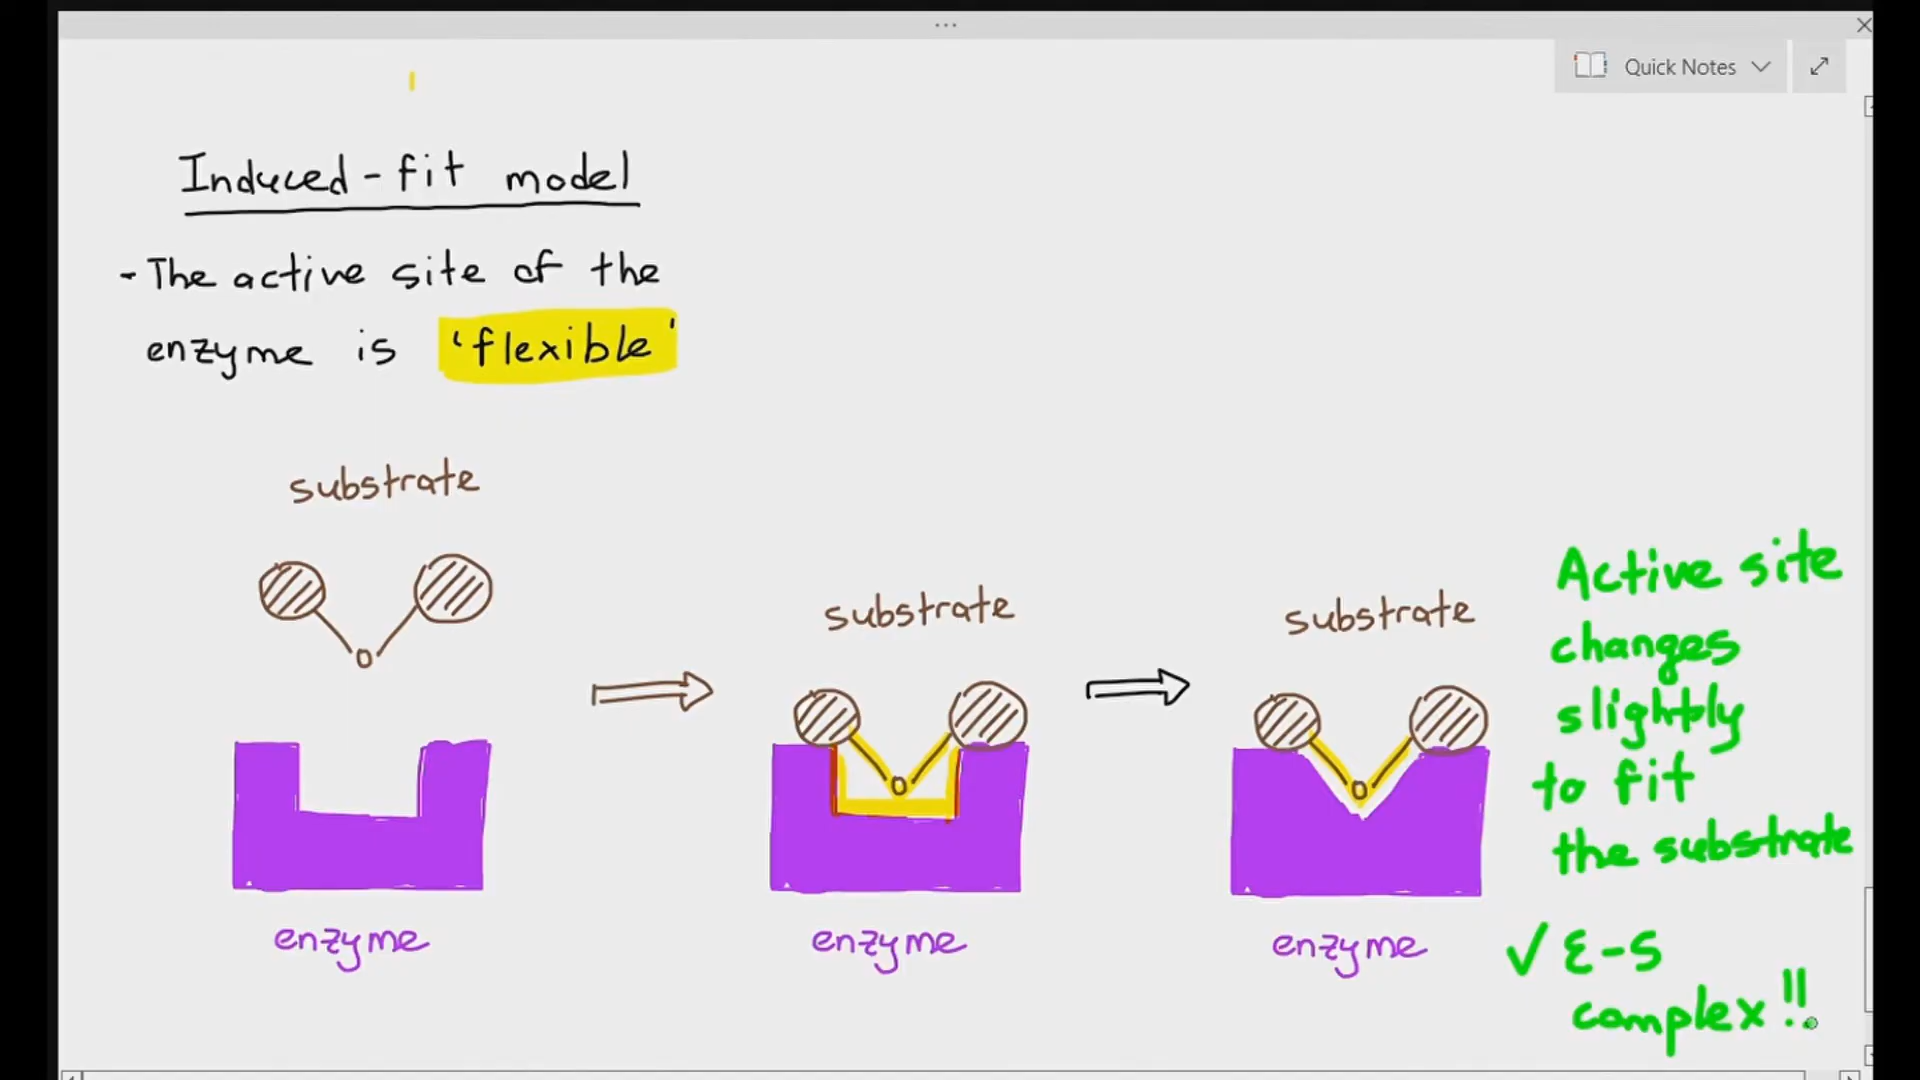 Quick Notes
Induced-fit model
- The active site of the
enzyme is 'flexible'
substrate
substrate
substrate
enzyme
enzyme
enzyme
Active site
changes
slightly
to fit
the substrate
✓ E-S
complex!!